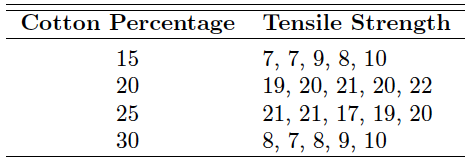 Cotton Percentage Tensile Strength
15 7, 7, 9, 8, 10
20 19, 20, 21, 20, 22
25 21, 21, 17, 19, 20
30 8, 7, 8, 9, 10